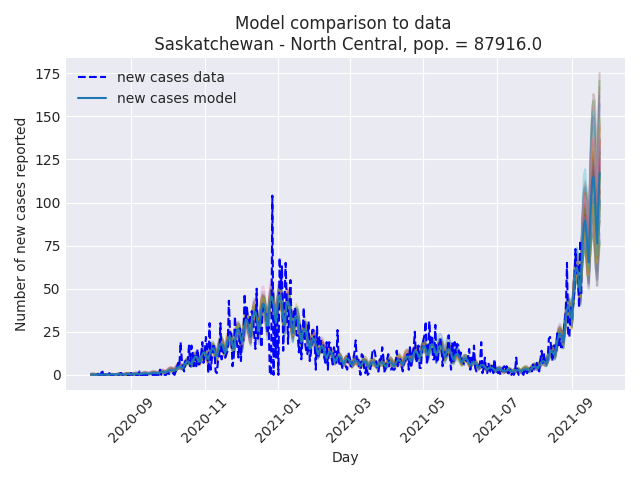 Model comparison to data
Saskatchewan - North Central, pop. = 87916.0
new cases data
new cases model
Number of new cases reported
175
150
125
100
75
50
25
0
2020-09
2020-11
2021-01
2021-03
2021-05
2021-07
2021-09
Day